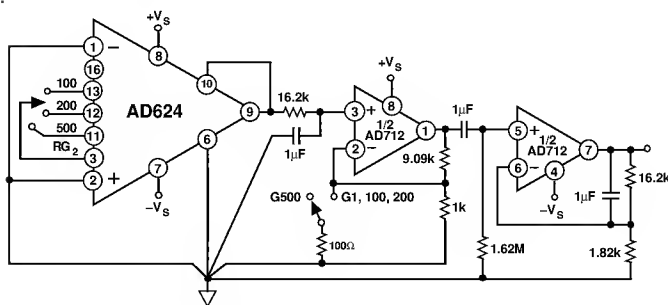 +VS
1
−
8
16
10
100
13
AD624
9
16.2k
200
12
500
11
6
1μF
RG2
3
2
+
7
−VS
+VS
3
+
8
1/2
AD712
1
2
−
9.09k
1μF
G500
G1, 100, 200
1k
100Ω
5
+
1/2
AD712
7
6
−
4
−VS
1μF
16.2k
1.62M
1.82k